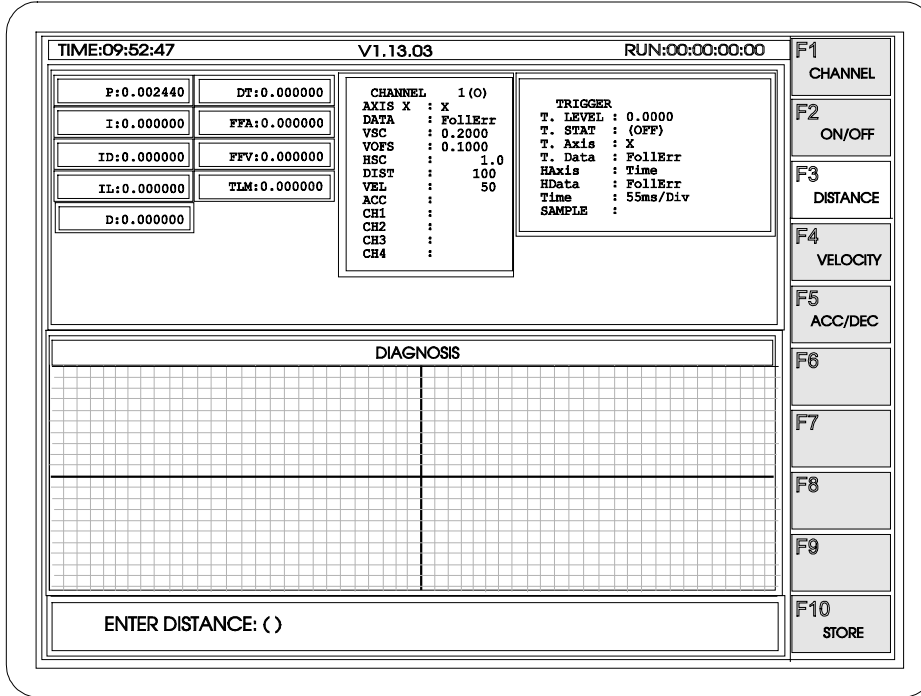 TIME:09:52:47 V1.13.03 RUN:00:00:00:00
P:0.002440
I:0.000000
ID:0.000000
IL:0.000000
D:0.000000
DT:0.000000
FFA:0.000000
FFV:0.000000
TLM:0.000000
CHANNEL 1(O)
AXIS X : X
DATA : FollErr
VSC : 0.2000
VOFS : 0.1000
HSC : 1.0
DIST : 100
VEL : 50
ACC :
CH1 :
CH2 :
CH3 :
CH4 :
TRIGGER
T. LEVEL : 0.0000
T. STAT : (OFF)
T. Axis : X
T. Data : FollErr
HAxis : Time
HData : FollErr
Time : 55ms/Div
SAMPLE :
DIAGNOSIS
ENTER DISTANCE: ( )
F1
CHANNEL
F2
ON/OFF
F3
DISTANCE
F4
VELOCITY
F5
ACC/DEC
F6
F7
F8
F9
F10
STORE